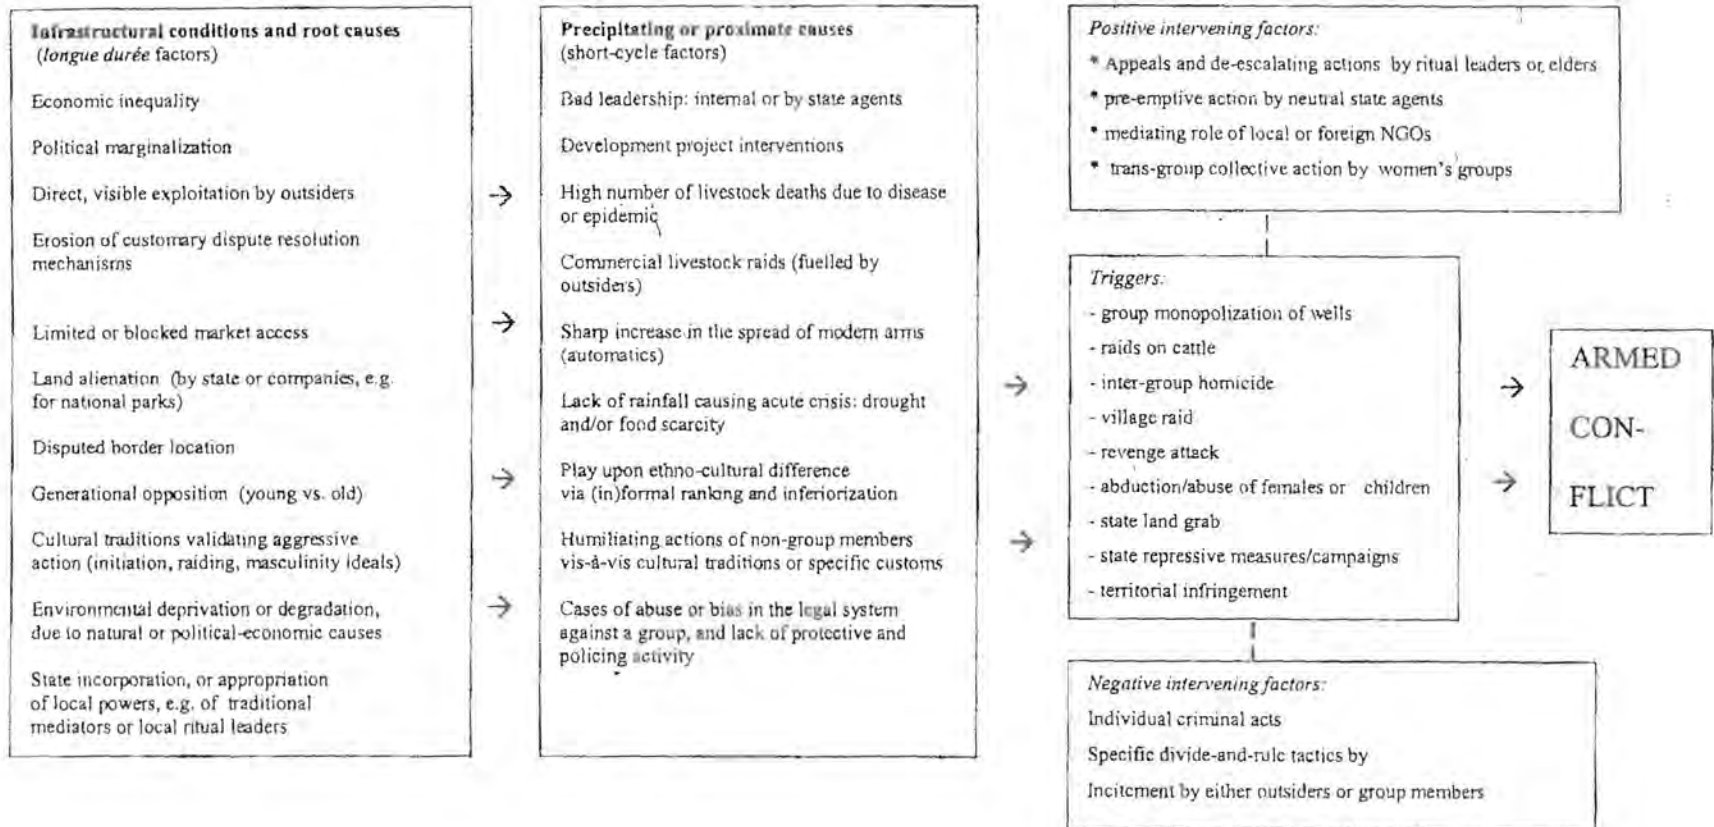 Infrastructural conditions and root causes
(longue durée factors)
Economic inequality
Political marginalization
Direct, visible exploitation by outsiders
Erosion of customary dispute resolution
mechanisms
Limited or blocked market access
Land alienation (by state or companies, e.g.
for national parks)
Disputed border location
Generational opposition (young vs. old)
Cultural traditions validating aggressive
action (initiation, raiding, masculinity ideals)
Environmental deprivation or degradation,
due to natural or political-economic causes
State incorporation, or appropriation
of local powers, e.g. of traditional
mediators or local ritual leaders
→
→
→
→
Precipitating or proximate causes
(short-cycle factors)
Bad leadership: internal or by state agents
Development project interventions
High number of livestock deaths due to disease
or epidemic
Commercial livestock raids (fuelled by
outsiders)
Sharp increase in the spread of modern arms
(automatics)
Lack of rainfall causing acute crisis: drought
and/or food scarcity
Play upon ethno-cultural difference
via (in)formal ranking and inferiorization
Humiliating actions of non-group members
vis-à-vis cultural traditions or specific customs
Cases of abuse or bias in the legal system
against a group, and lack of protective and
policing activity
→
→
Positive intervening factors:
* Appeals and de-escalating actions by ritual leaders or elders
* pre-emptive action by neutral state agents
* mediating role of local or foreign NGOs
* trans-group collective action by women's groups
Triggers:
- group monopolization of wells
- raids on cattle
- inter-group homicide
- village raid
- revenge attack
- abduction/abuse of females or children
- state land grab
- state repressive measures/campaigns
- territorial infringement
Negative intervening factors:
Individual criminal acts
Specific divide-and-rule tactics by
Incitement by either outsiders or group members
→
→
ARMED
CON-
FLICT